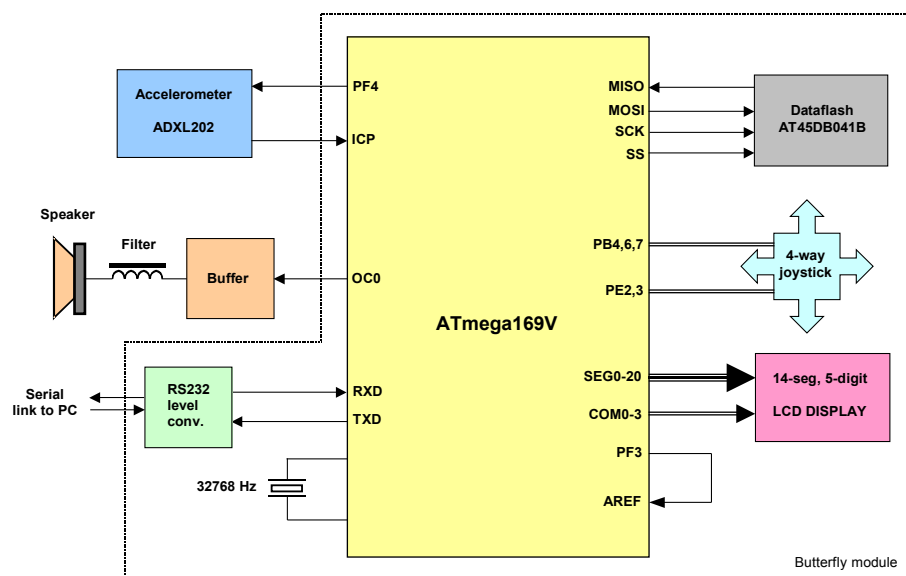 Accelerometer
ADXL202
PF4
ICP
MISO
MOSI
SCK
SS
Dataflash
AT45DB041B
Speaker
Filter
Buffer
OC0
ATmega169V
PB4,6,7
PE2,3
4-way
joystick
SEG0-20
COM0-3
14-seg, 5-digit
LCD DISPLAY
Serial
link to PC
RS232
level
conv.
RXD
TXD
32768 Hz
PF3
AREF
Butterfly module